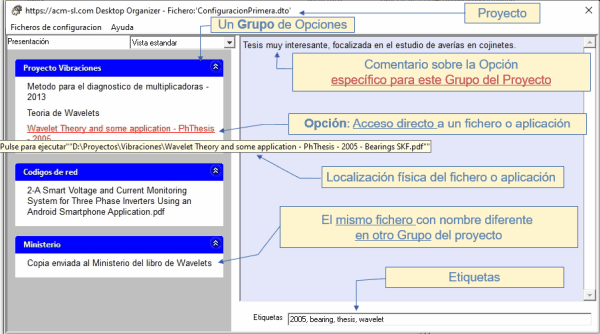 https://acm-sl.com Desktop Organizer - Fichero:'ConfiguracionPrimera.dto'
Proyecto
Ficheros de configuracion Ayuda
Un Grupo de Opciones
Presentación
Vista estandar
Tesis muy interesante, focalizada en el estudio de averías en cojinetes.
Proyecto Vibraciones
Comentario sobre la Opción
específico para este Grupo del Proyecto
Metodo para el diagnostico de multiplicadoras -
2013
Teoria de Wavelets
Wavelet Theory and some application - PhThesis
- 2005
Opción: Acceso directo a un fichero o aplicación
Pulse para ejecutar""D:\Proyectos\Vibraciones\Wavelet Theory and some application - PhThesis - 2005 - Bearings SKF.pdf""
Codigos de red
Localización física del fichero o aplicación
2-A Smart Voltage and Current Monitoring
System for Three Phase Inverters Using an
Android Smartphone Application.pdf
El mismo fichero con nombre diferente
en otro Grupo del proyecto
Ministerio
Copia enviada al Ministerio del libro de Wavelets
Etiquetas
Etiquetas
2005, bearing, thesis, wavelet